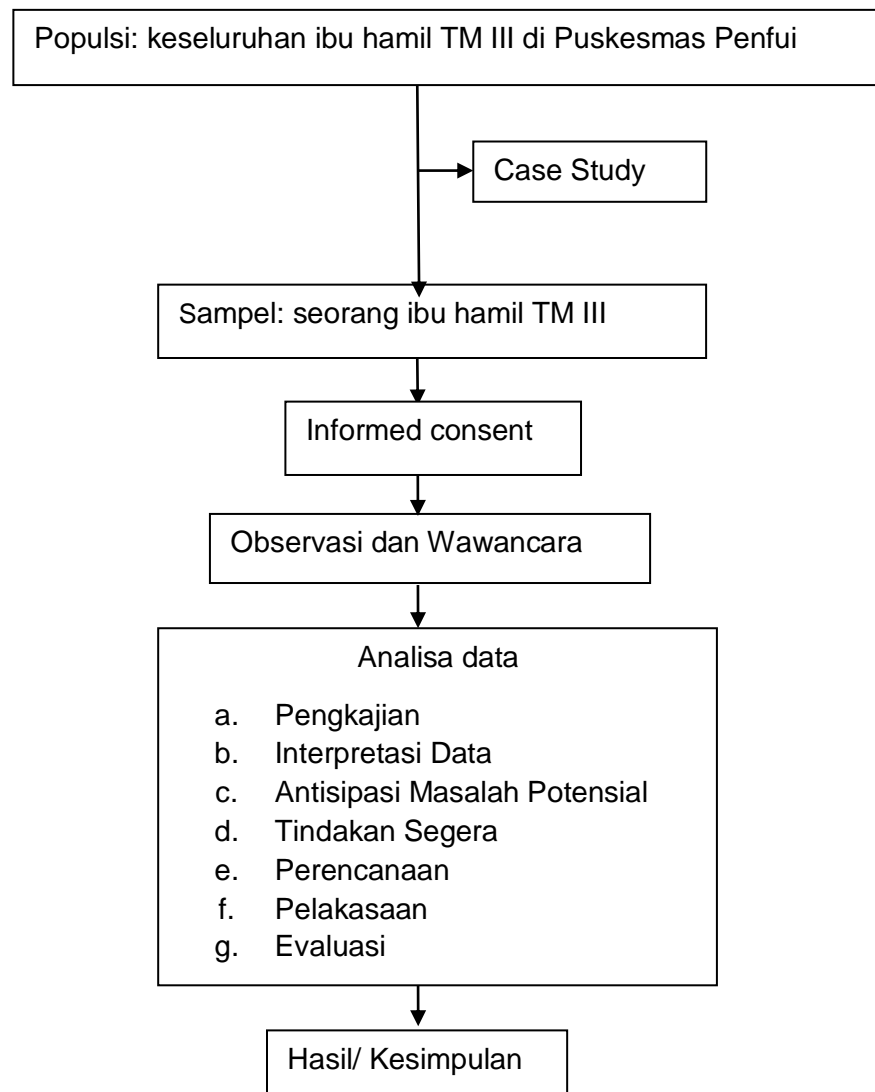 Populsi: keseluruhan ibu hamil TM III di Puskesmas Penfui
Case Study
Sampel: seorang ibu hamil TM III
Informed consent
Observasi dan Wawancara
Analisa data
a. Pengkajian
b. Interpretasi Data
c. Antisipasi Masalah Potensial
d. Tindakan Segera
e. Perencanaan
f. Pelakasaan
g. Evaluasi
Hasil/ Kesimpulan